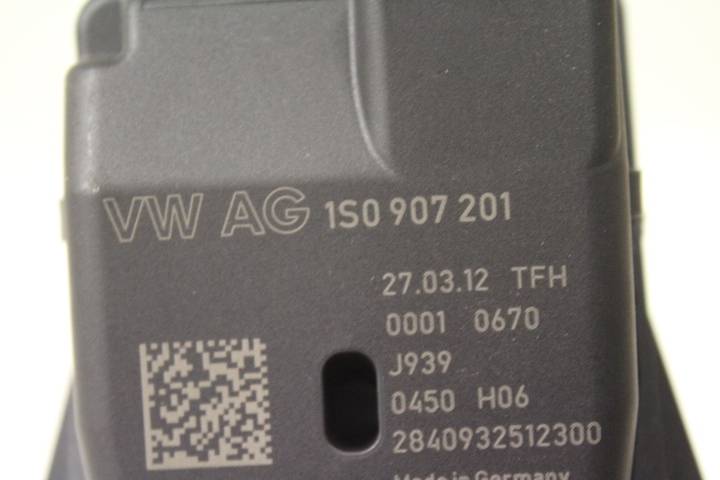 VW AG 1S0 907 201
27.03.12 TFH
0001 0670
J939
0450 H06
2840932512300
Made in Germany